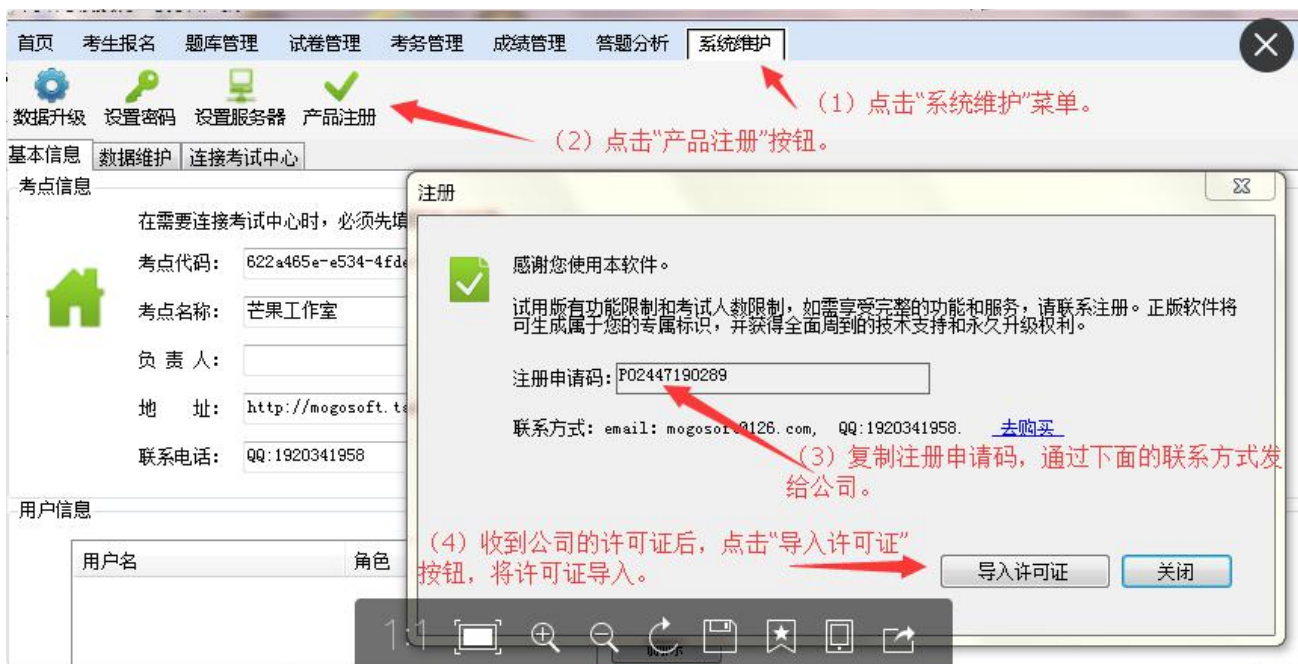 首页 考生报名 题库管理 试卷管理 考务管理 成绩管理 答题分析 系统维护
(1) 点击“系统维护”菜单。
数据升级 设置密码 设置服务器 产品注册
(2) 点击“产品注册”按钮。
基本信息 数据维护 连接考试中心
考点信息
在需要连接考试中心时，必须先填
考点代码： 622a465e-e534-4fde
考点名称： 芒果工作室
负 责 人：
地 址： http://mogosoft.ta
联系电话： QQ:1920341958
用户信息
用户名 角色
注册
感谢您使用本软件。
试用版有功能限制和考试人数限制，如需享受完整的功能和服务，请联系注册。正版软件将
可生成属于您的专属标识，并获得全面周到的技术支持和永久升级权利。
注册申请码： P02447190289
联系方式：email：mogosoft@126.com， QQ:1920341958. 去购买
(3) 复制注册申请码，通过下面的联系方式发
给公司。
(4) 收到公司的许可证后，点击“导入许可证”
按钮，将许可证导入。
导入许可证 关闭
1:1